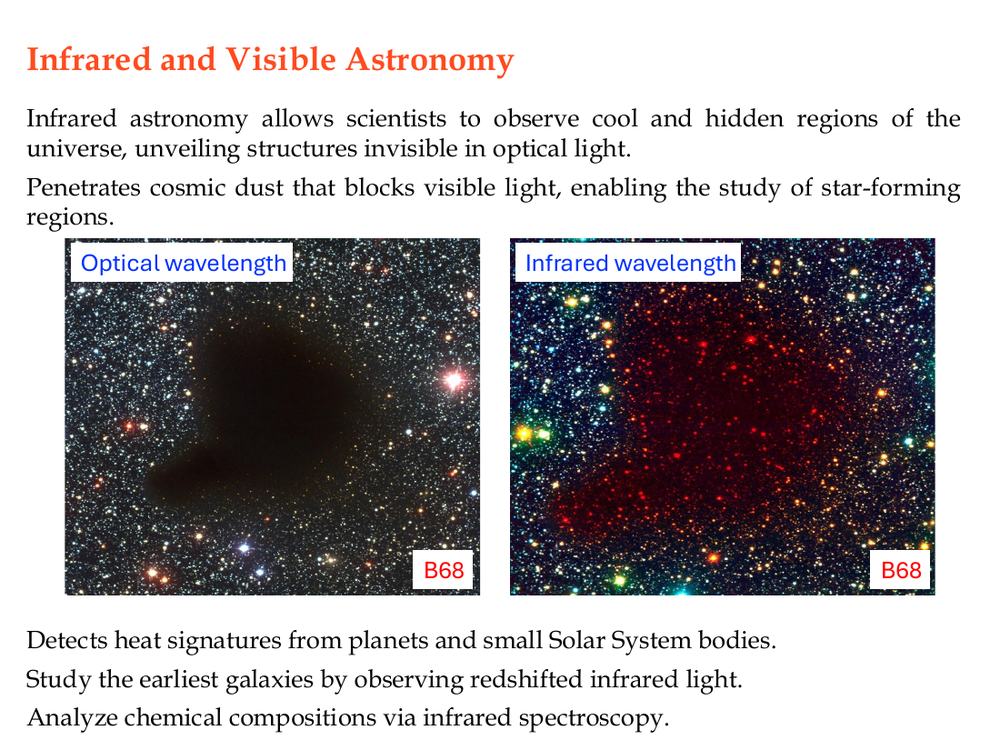 Infrared and Visible Astronomy
Infrared astronomy allows scientists to observe cool and hidden regions of the
universe, unveiling structures invisible in optical light.
Penetrates cosmic dust that blocks visible light, enabling the study of star-forming
regions.
Optical wavelength
Infrared wavelength
B68
B68
Detects heat signatures from planets and small Solar System bodies.
Study the earliest galaxies by observing redshifted infrared light.
Analyze chemical compositions via infrared spectroscopy.